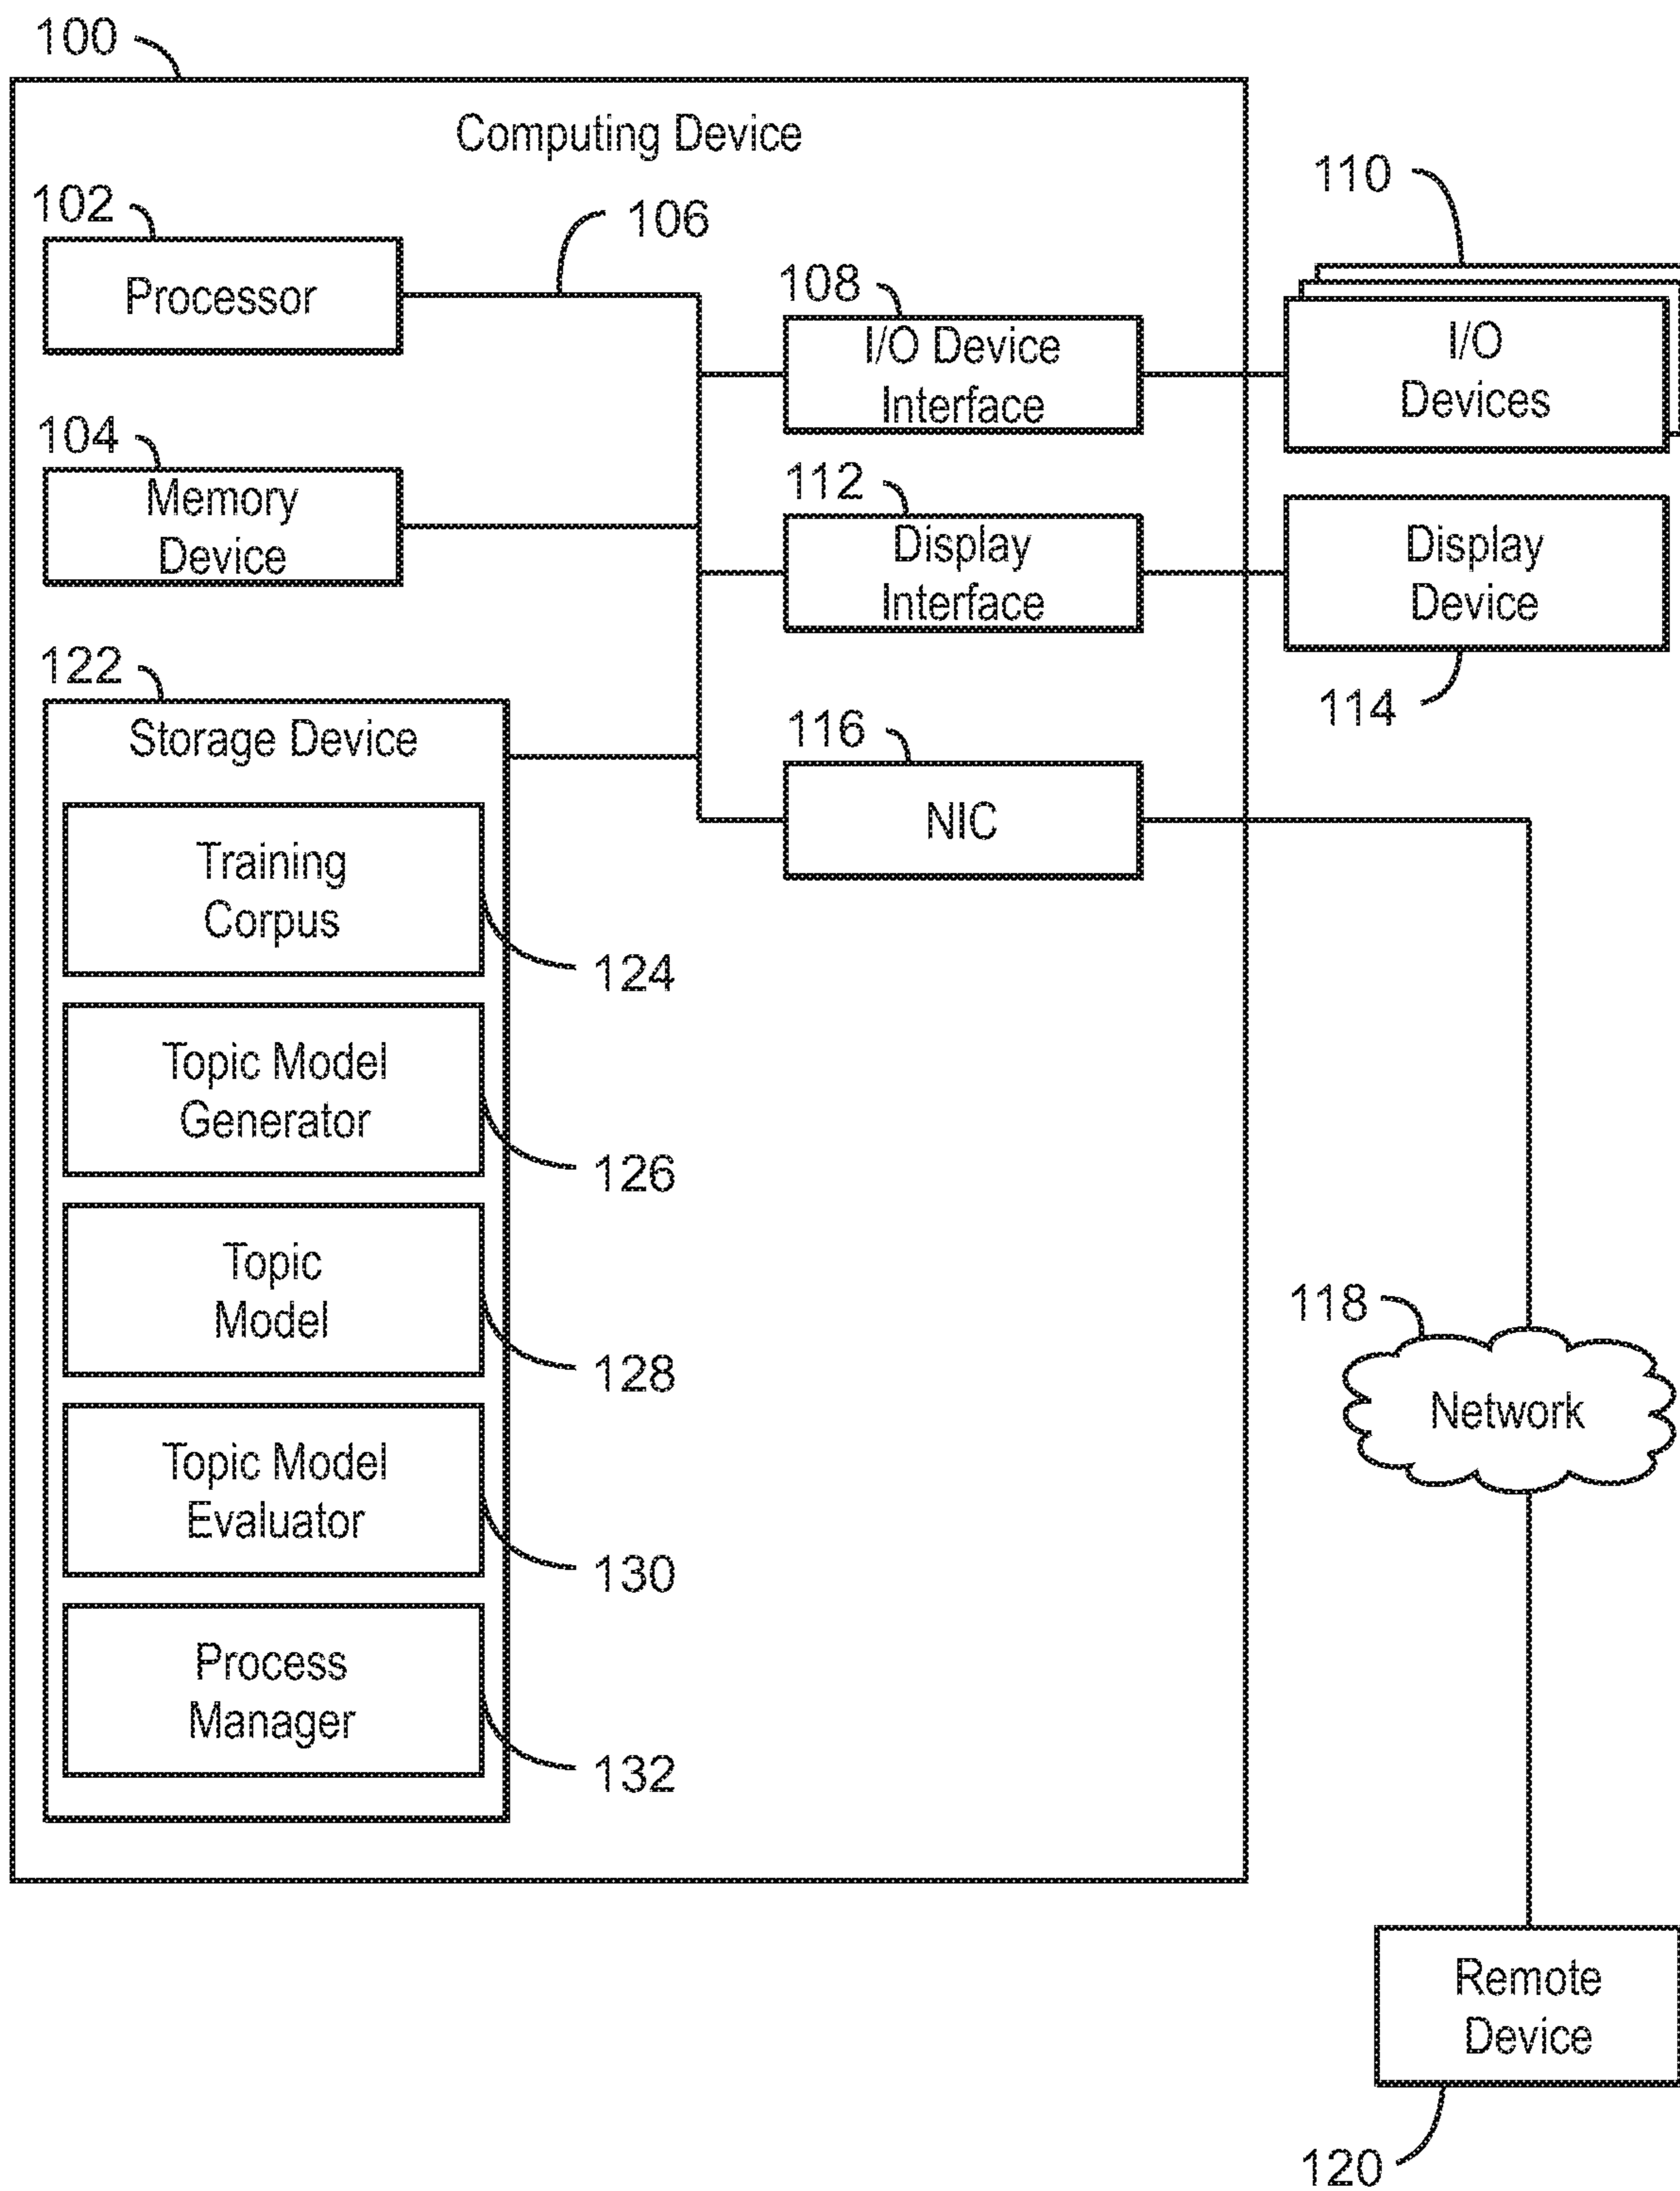 100
Computing Device
102
Processor
106
104
Memory
Device
108
I/O Device
Interface
110
I/O
Devices
112
Display
Interface
Display
Device
114
116
NIC
122
Storage Device
Training
Corpus
124
Topic Model
Generator
126
Topic
Model
128
Topic Model
Evaluator
130
Process
Manager
132
118
Network
Remote
Device
120